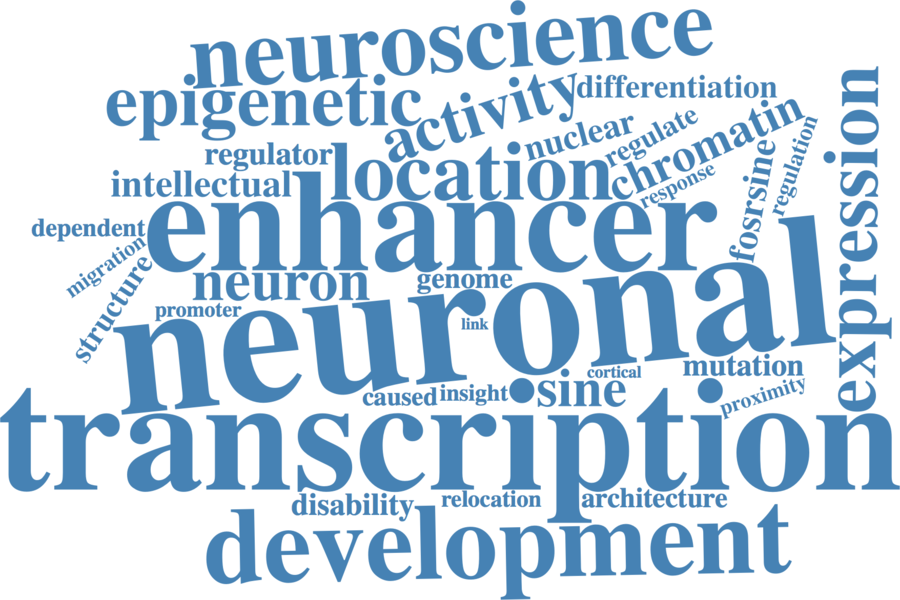 neuroscience
epigenetic
activity
differentiation
nuclear
regulate
chromatin
regulation
expression
regulator
location
response
fosrsine
intellectual
enhancer
dependent
migration
structure
neuron
genome
promoter
neuronal
link
cortical
mutation
caused
insight
sine
proximity
transcription
disability
relocation
architecture
development